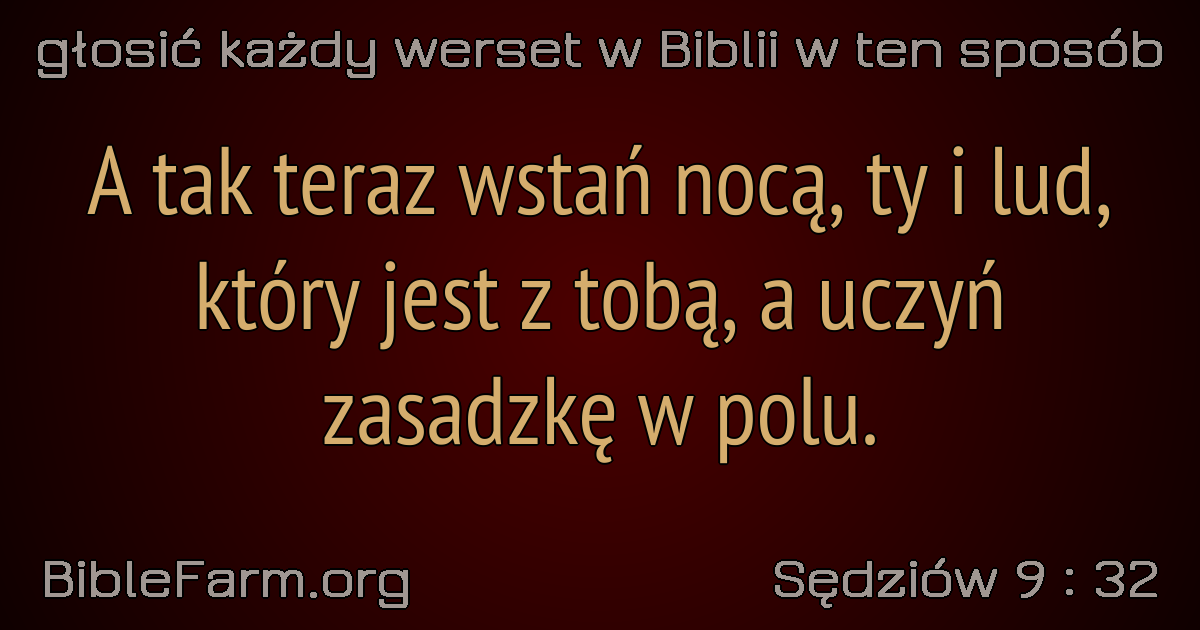 głosić każdy werset w Biblii w ten sposób
A tak teraz wstań nocą, ty i lud,
który jest z tobą, a uczyń
zasadzkę w polu.
BibleFarm.org
Sędziów 9 : 32